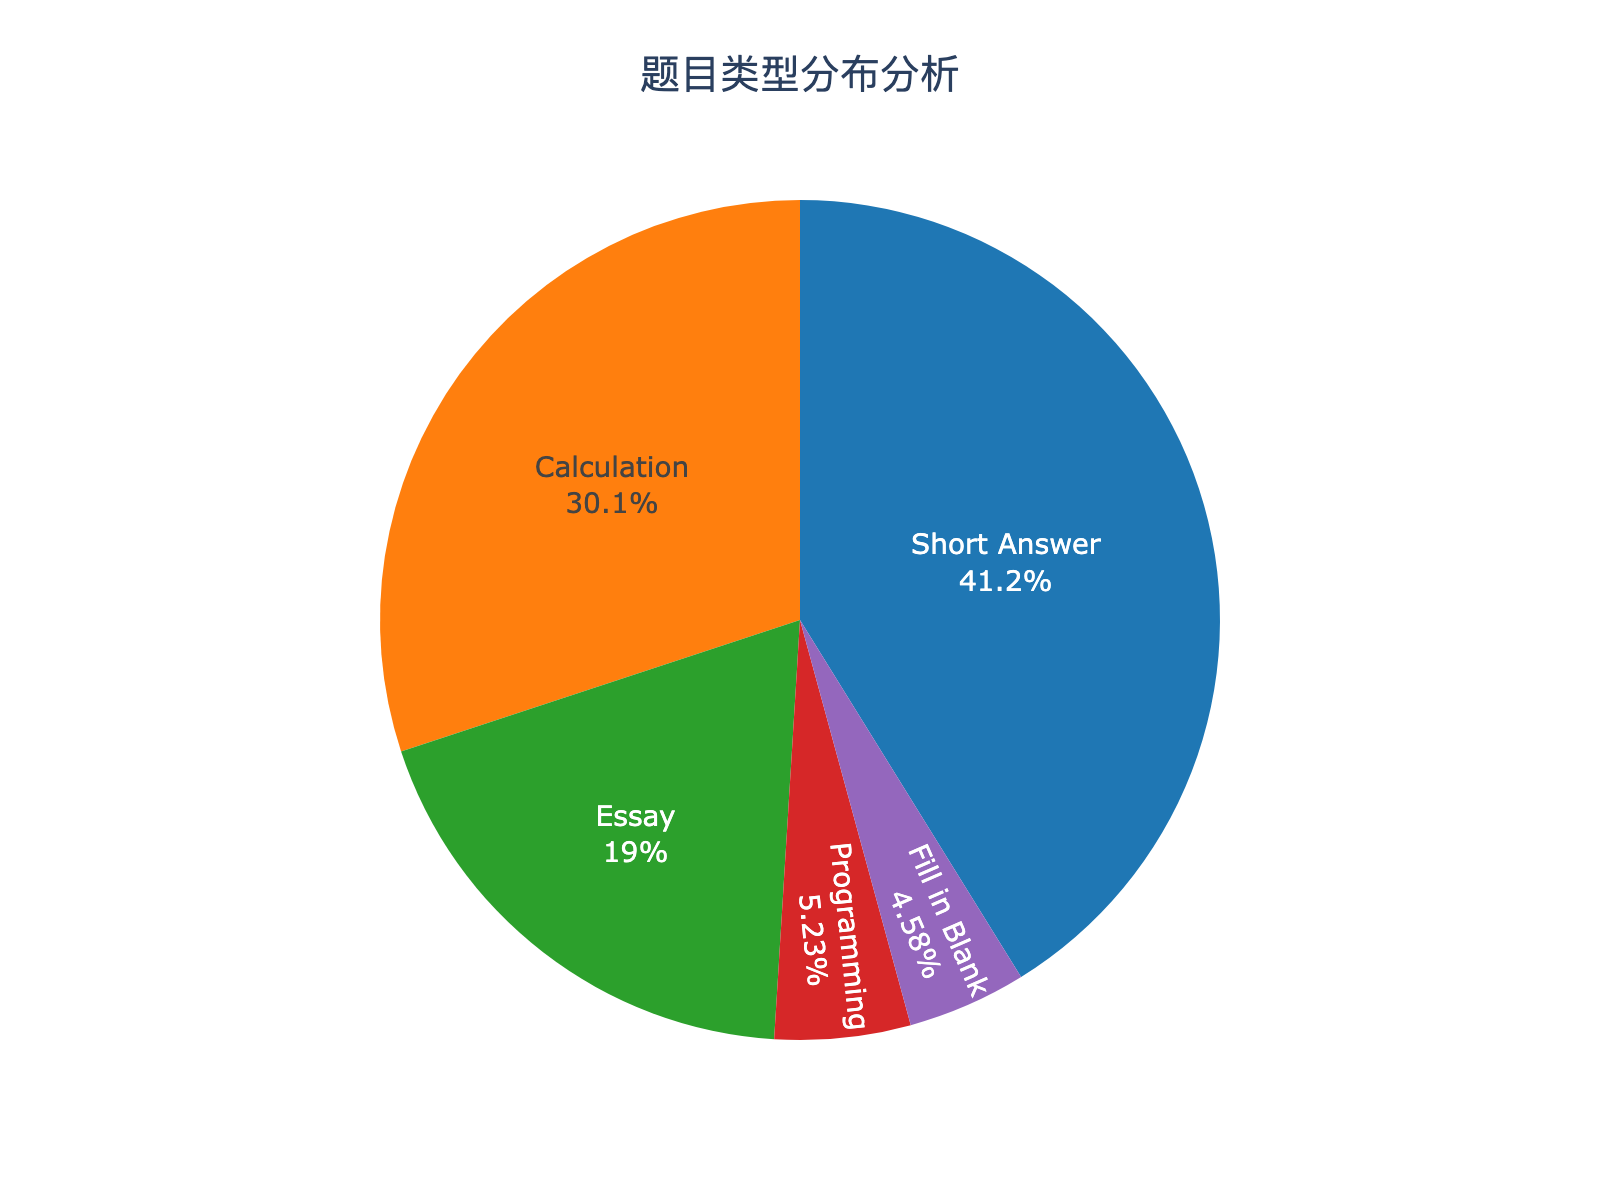 题目类型分布分析
Calculation
30.1%
Short Answer
41.2%
Essay
19%
Programming
5.23%
Fill in Blank
4.58%